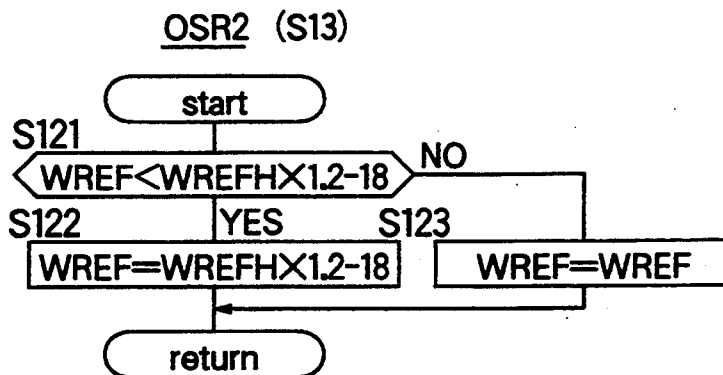 OSR2 (S13)
start
S121
WREF<WREFH×1.2-18
NO
S122
YES
S123
WREF=WREFH×1.2-18
WREF=WREF
return